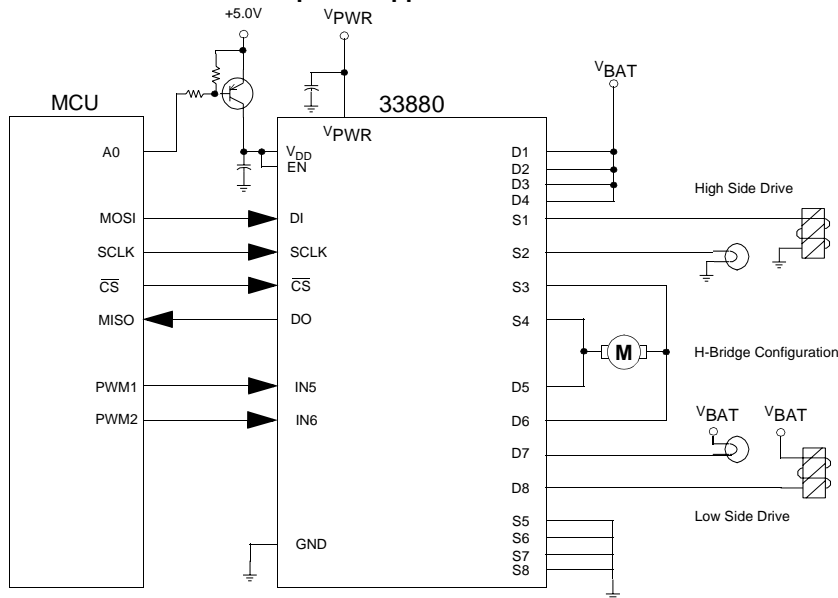 +5.0V
VPWR
VBAT
MCU
33880
VPWR
A0
VDD
EN
D1
D2
D3
D4
High Side Drive
MOSI
DI
S1
SCLK
SCLK
S2
CS
CS
S3
MISO
DO
S4
M
H-Bridge Configuration
PWM1
IN5
D5
PWM2
IN6
D6
VBAT
VBAT
D7
D8
Low Side Drive
S5
S6
GND
S7
S8